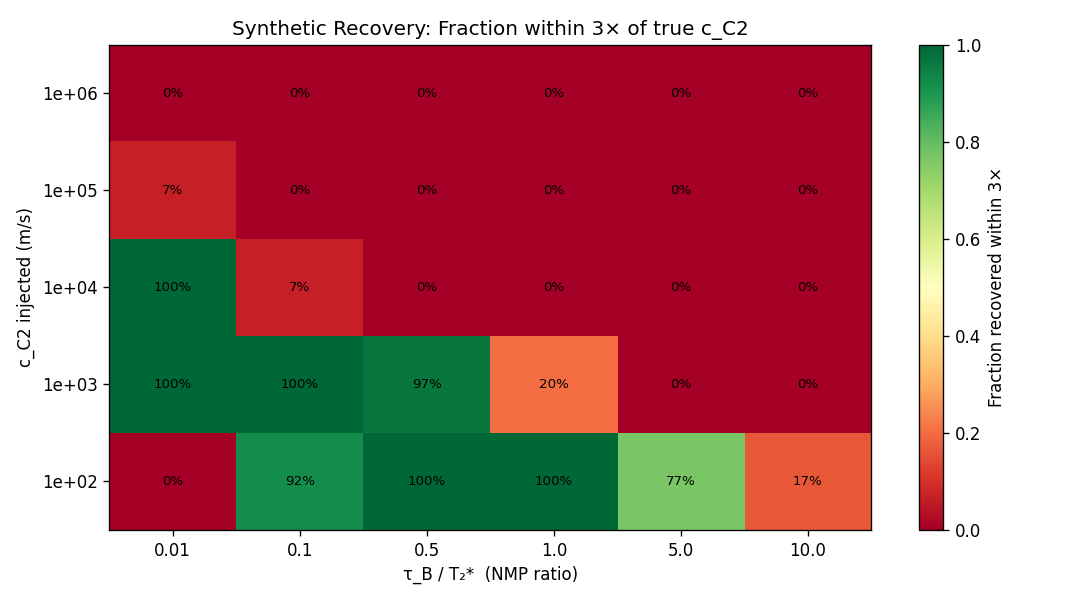 Synthetic Recovery: Fraction within 3× of true c_C2
c_C2 injected (m/s)
1e+06 0% 0% 0% 0% 0% 0%
1e+05 7% 0% 0% 0% 0% 0%
1e+04 100% 7% 0% 0% 0% 0%
1e+03 100% 100% 97% 20% 0% 0%
1e+02 0% 92% 100% 100% 77% 17%
0.01 0.1 0.5 1.0 5.0 10.0
τ_B / T₂* (NMP ratio)
1.0
0.8
0.6
0.4
0.2
0.0
Fraction recovered within 3×